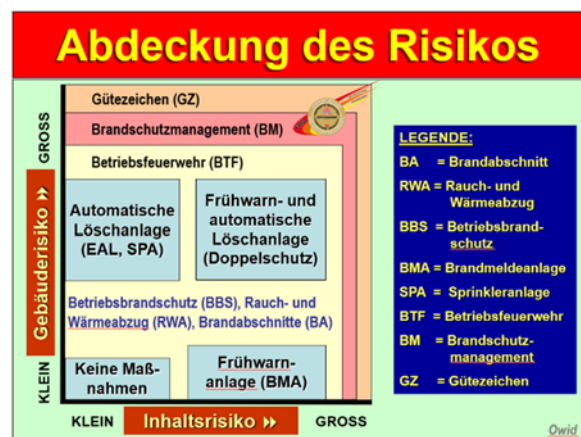 Abdeckung des Risikos
GROSS
Gebäuderisiko
KLEIN
Gütezeichen (GZ)
Brandschutzmanagement (BM)
Betriebsfeuerwehr (BTF)
Automatische
Löschanlage
(EAL, SPA)
Frühwarn- und
automatische
Löschanlage
(Doppelschutz)
Betriebsbrandschutz (BBS), Rauch- und
Wärmeabzug (RWA), Brandabschnitte (BA)
Keine Maß-
nahmen
Frühwarn-
anlage (BMA)
KLEIN
Inhaltsrisiko
GROSS
LEGENDE:
BA = Brandabschnitt
RWA = Rauch- und
Wärmeabzug
BBS = Betriebsbrand-
schutz
BMA = Brandmeldeanlage
SPA = Sprinkleranlage
BTF = Betriebsfeuerwehr
BM = Brandschutz-
management
GZ = Gütezeichen
Owid